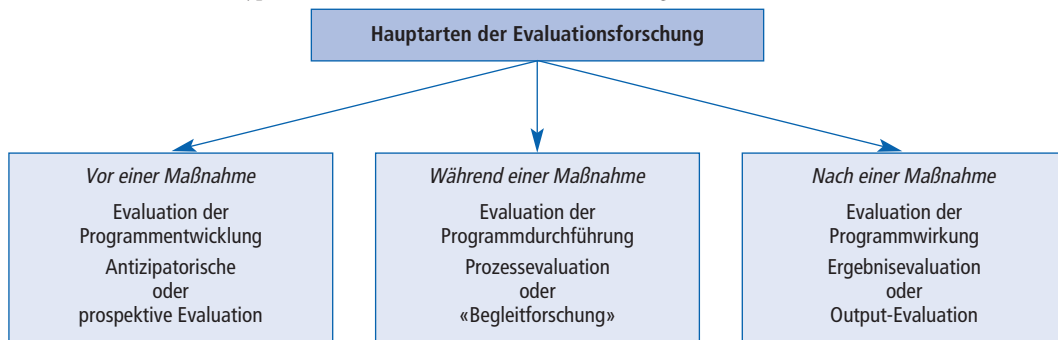 Hauptarten der Evaluationsforschung
Vor einer Maßnahme
Evaluation der
Programmentwicklung
Antizipatorische
oder
prospektive Evaluation
Während einer Maßnahme
Evaluation der
Programmdurchführung
Prozessevaluation
oder
«Begleitforschung»
Nach einer Maßnahme
Evaluation der
Programmwirkung
Ergebnisevaluation
oder
Output-Evaluation